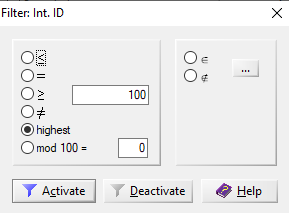 Filter: Int. ID
<
=
≥
100
≠
highest
mod 100 =
0
∈
∉
...
Activate
Deactivate
Help